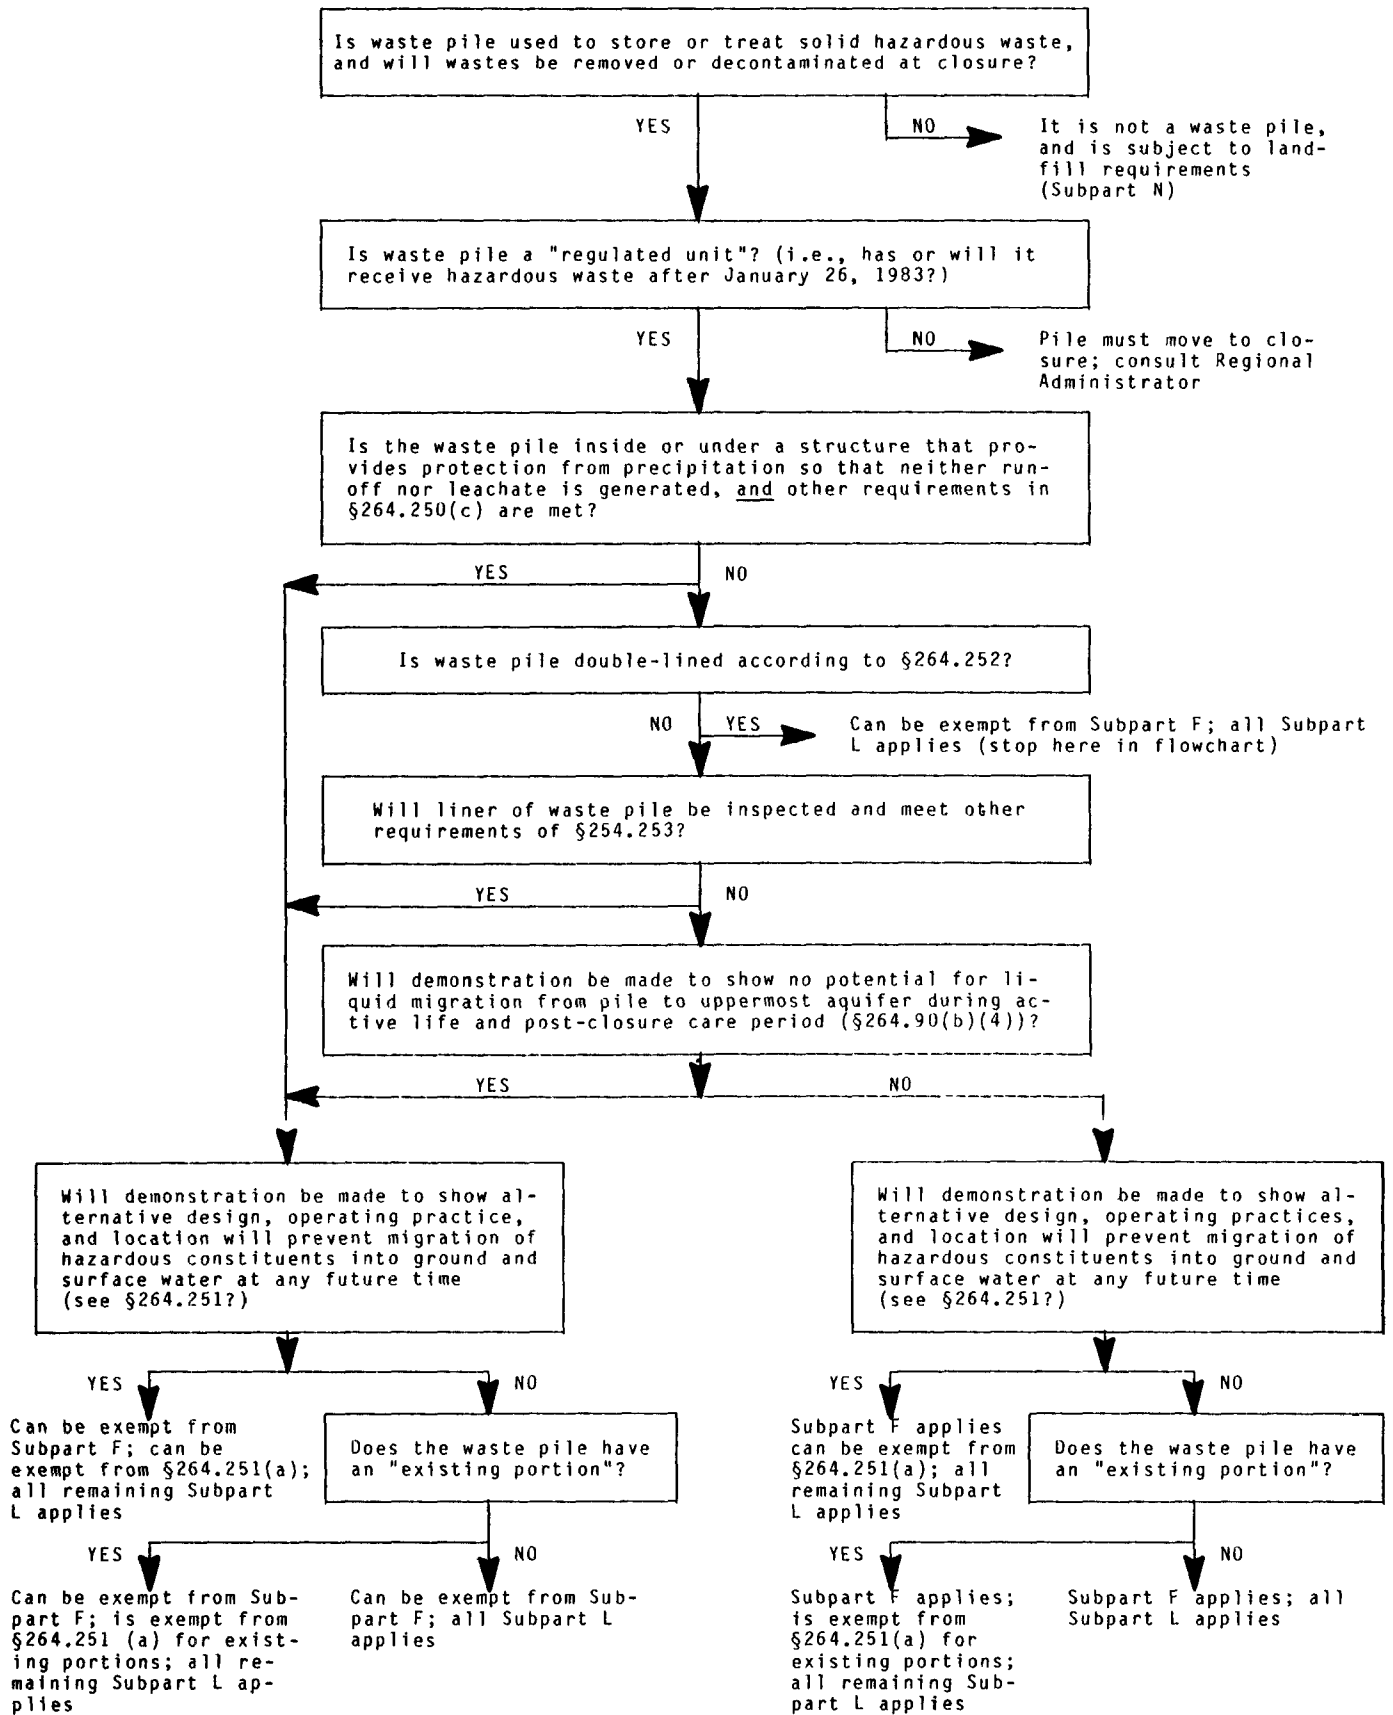 Is waste pile used to store or treat solid hazardous waste,
and will wastes be removed or decontaminated at closure?
YES
NO
It is not a waste pile,
and is subject to land-
fill requirements
(Subpart N)
Is waste pile a "regulated unit"? (i.e., has or will it
receive hazardous waste after January 26, 1983?)
YES
NO
Pile must move to clo-
sure; consult Regional
Administrator
Is the waste pile inside or under a structure that pro-
vides protection from precipitation so that neither run-
off nor leachate is generated, and other requirements in
§264.250(c) are met?
YES
NO
Is waste pile double-lined according to §264.252?
NO
YES
Can be exempt from Subpart F; all Subpart
L applies (stop here in flowchart)
Will liner of waste pile be inspected and meet other
requirements of §254.253?
YES
NO
Will demonstration be made to show no potential for li-
quid migration from pile to uppermost aquifer during ac-
tive life and post-closure care period (§264.90(b)(4))?
YES
NO
Will demonstration be made to show al-
ternative design, operating practice,
and location will prevent migration of
hazardous constituents into ground and
surface water at any future time
(see §264.251?)
YES
NO
Can be exempt from
Subpart F; can be
exempt from §264.251(a);
all remaining Subpart
L applies
Does the waste pile have
an "existing portion"?
YES
NO
Can be exempt from Sub-
part F; is exempt from
§264.251 (a) for exist-
ing portions; all re-
maining Subpart L ap-
plies
Can be exempt from Sub-
part F; all Subpart L
applies
Will demonstration be made to show al-
ternative design, operating practices,
and location will prevent migration of
hazardous constituents into ground and
surface water at any future time
(see §264.251?)
YES
NO
Subpart F applies
can be exempt from
§264.251(a); all
remaining Subpart
L applies
Does the waste pile have
an "existing portion"?
YES
NO
Subpart F applies;
is exempt from
§264.251(a) for
existing portions;
all remaining Sub-
part L applies
Subpart F applies; all
Subpart L applies